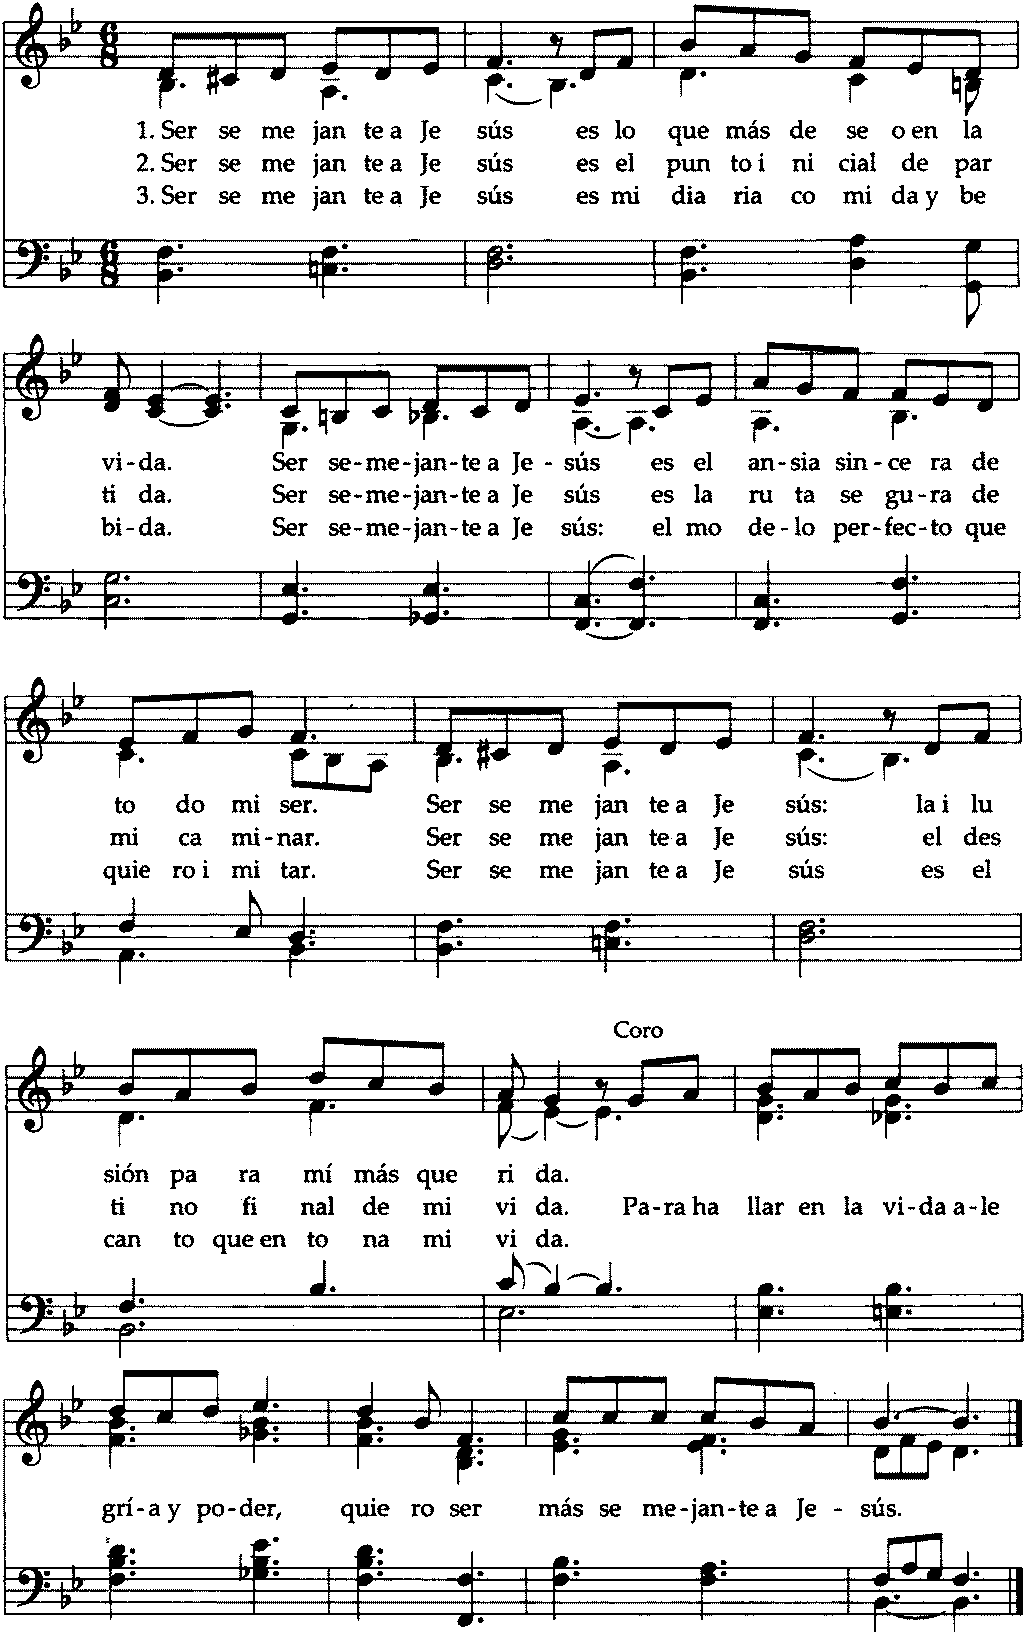 1. Ser se me jan te a Je sús es lo que más de se o en la
2. Ser se me jan te a Je sús es el pun to i ni cial de par
3. Ser se me jan te a Je sús es mi dia ria co mi da y be
vi-da. Ser se-me-jan-te a Je-sús es el an-sia sin-ce ra de
ti da. Ser se-me-jan-te a Je sús es la ru ta se gu-ra de
bi-da. Ser se-me-jan-te a Je sús: el mo de-lo per-fec-to que
to do mi ser. Ser se me jan te a Je sús: la i lu
mi ca mi-nar. Ser se me jan te a Je sús: el des
quie ro i mi tar. Ser se me jan te a Je sús es el
Coro
sión pa ra mí más que ri da.
ti no fi nal de mi vi da. Pa-ra ha llar en la vi-da a-le
can to que en to na mi vi da.
grí-a y po-der, quie ro ser más se me-jan-te a Je-sús.